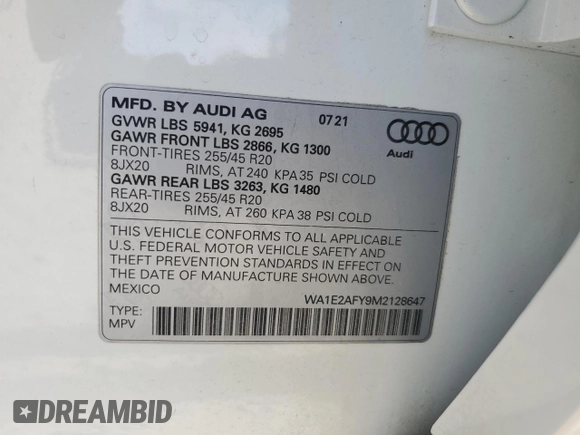 MFD. BY AUDI AG 07 21
GVWR LBS 5941, KG 2695
GAWR FRONT LBS 2866, KG 1300
FRONT-TIRES 255/45 R20
8JX20 RIMS, AT 240 KPA 35 PSI COLD
GAWR REAR LBS 3263, KG 1480
REAR-TIRES 255/45 R20
8JX20 RIMS, AT 260 KPA 38 PSI COLD
Audi
THIS VEHICLE CONFORMS TO ALL APPLICABLE
U.S. FEDERAL MOTOR VEHICLE SAFETY AND
THEFT PREVENTION STANDARDS IN EFFECT ON
THE DATE OF MANUFACTURE SHOWN ABOVE.
MEXICO
WA1E2AFY9M2128647
TYPE:
MPV
DREAMBID